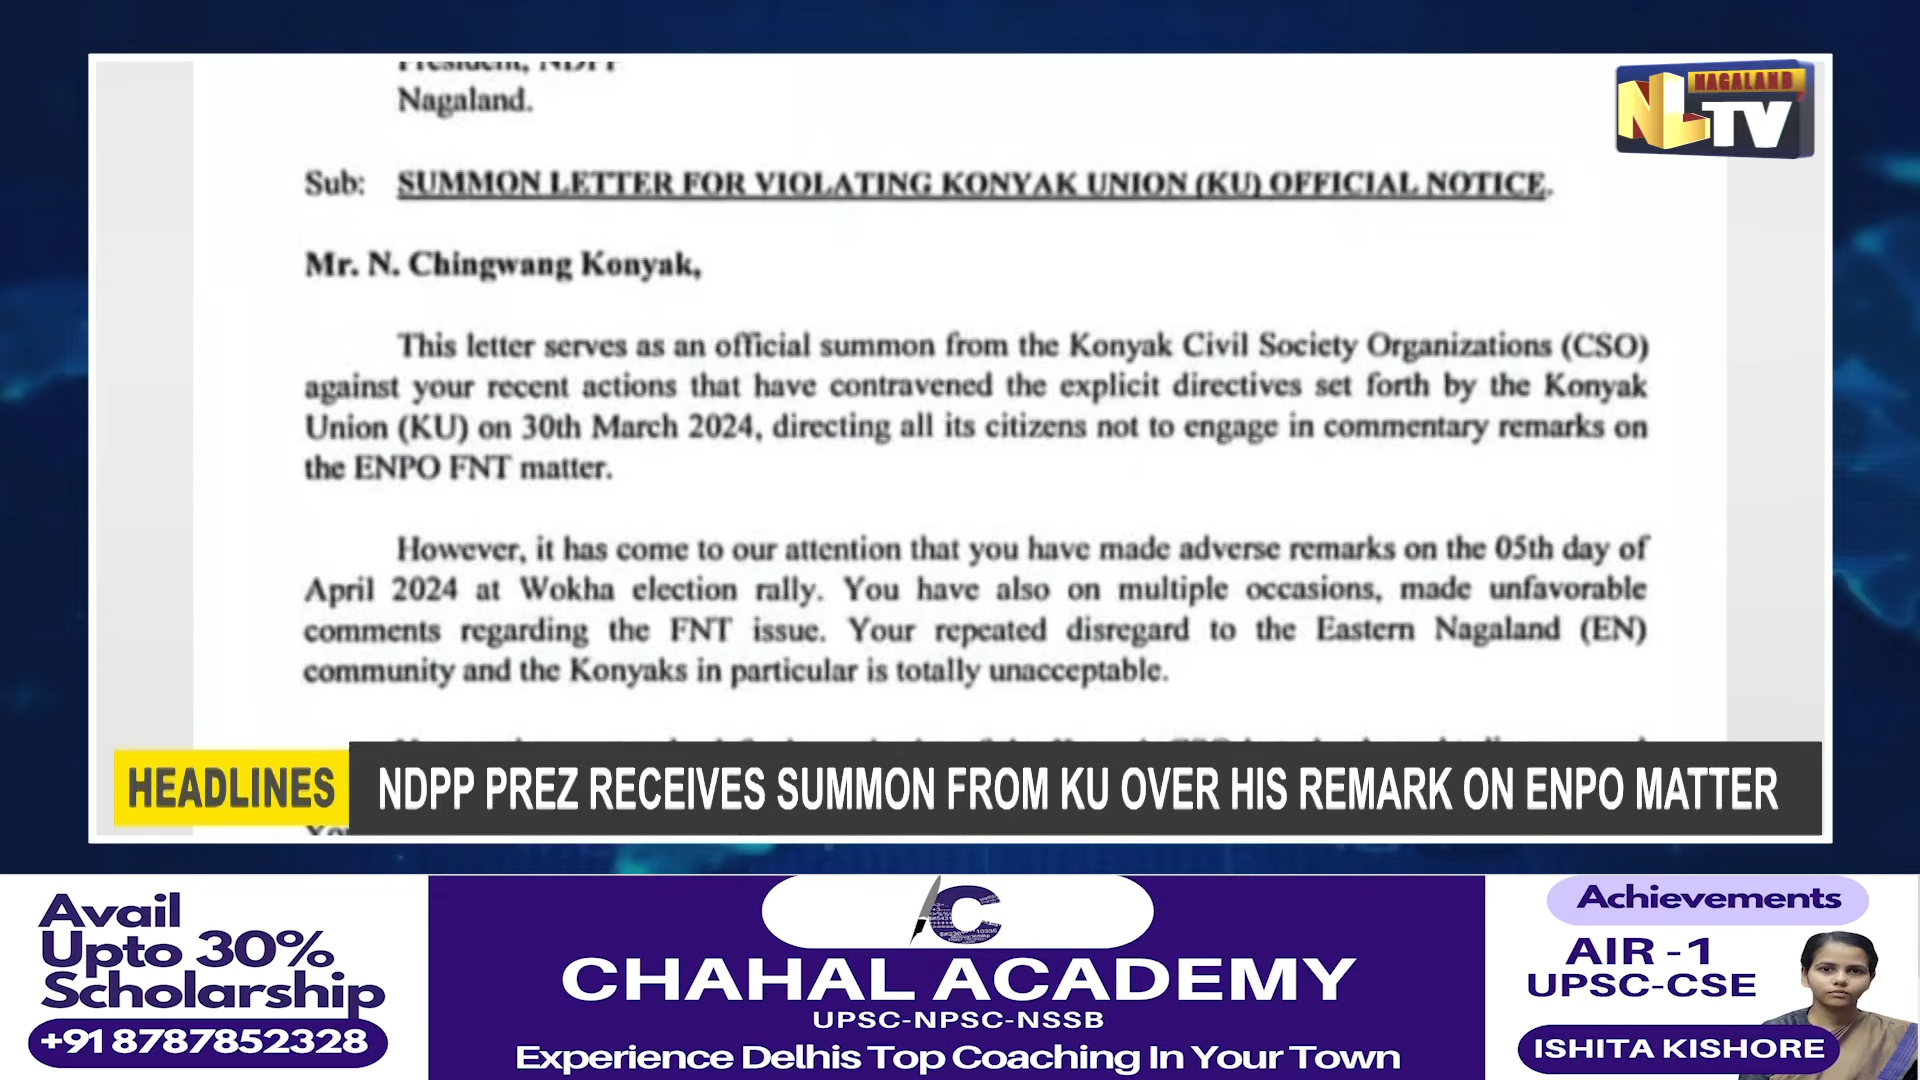 President, NDPP
Nagaland.
NAGALAND
NL TV
Sub: SUMMON LETTER FOR VIOLATING KONYAK UNION (KU) OFFICIAL NOTICE.
Mr. N. Chingwang Konyak,
This letter serves as an official summon from the Konyak Civil Society Organizations (CSO)
against your recent actions that have contravened the explicit directives set forth by the Konyak
Union (KU) on 30th March 2024, directing all its citizens not to engage in commentary remarks on
the ENPO FNT matter.
However, it has come to our attention that you have made adverse remarks on the 05th day of
April 2024 at Wokha election rally. You have also on multiple occasions, made unfavorable
comments regarding the FNT issue. Your repeated disregard to the Eastern Nagaland (EN)
community and the Konyaks in particular is totally unacceptable.
HEADLINES
NDPP PREZ RECEIVES SUMMON FROM KU OVER HIS REMARK ON ENPO MATTER
Avail
Upto 30%
Scholarship
+91 8787852328
C
CHAHAL ACADEMY
UPSC-NPSC-NSSB
Experience Delhis Top Coaching In Your Town
Achievements
AIR -1
UPSC-CSE
ISHITA KISHORE